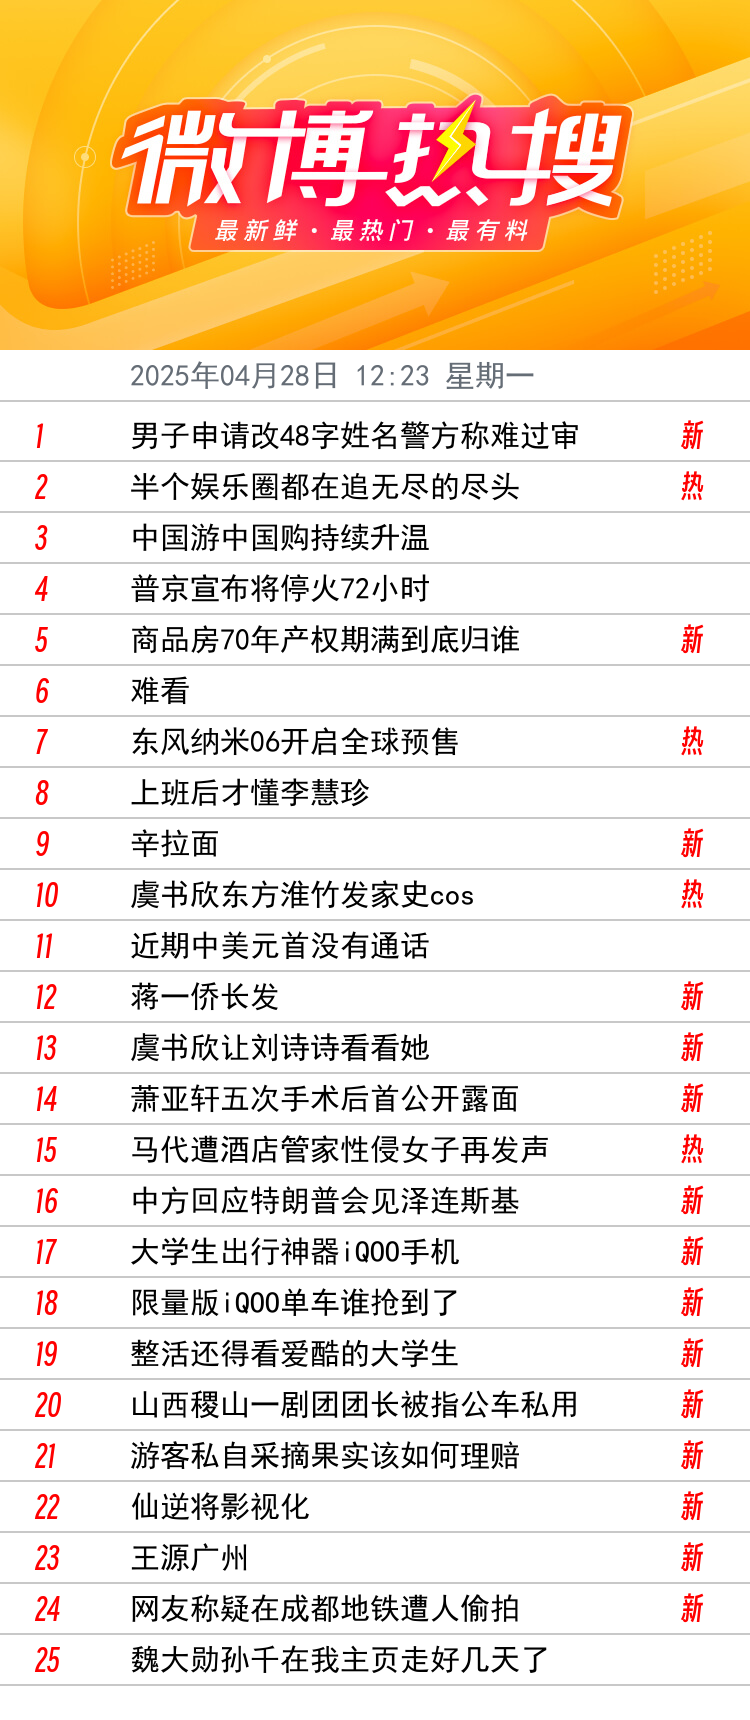 微博热搜
最新鲜·最热门·最有料
2025年04月28日 12:23 星期一
1 男子申请改48字姓名警方称难过审 新
2 半个娱乐圈都在追无尽的尽头 热
3 中国游中国购持续升温
4 普京宣布将停火72小时
5 商品房70年产权期满到底归谁 新
6 难看
7 东风纳米06开启全球预售 热
8 上班后才懂李慧珍
9 辛拉面 新
10 虞书欣东方淮竹发家史cos 热
11 近期中美元首没有通话
12 蒋一侨长发 新
13 虞书欣让刘诗诗看看她 新
14 萧亚轩五次手术后首公开露面 新
15 马代遭酒店管家性侵女子再发声 热
16 中方回应特朗普会见泽连斯基 新
17 大学生出行神器iQOO手机 新
18 限量版iQOO单车谁抢到了 新
19 整活还得看爱酷的大学生 新
20 山西稷山一剧团团长被指公车私用 新
21 游客私自采摘果实该如何理赔 新
22 仙逆将影视化 新
23 王源广州 新
24 网友称疑在成都地铁遭人偷拍 新
25 魏大勋孙千在我主页走好几天了